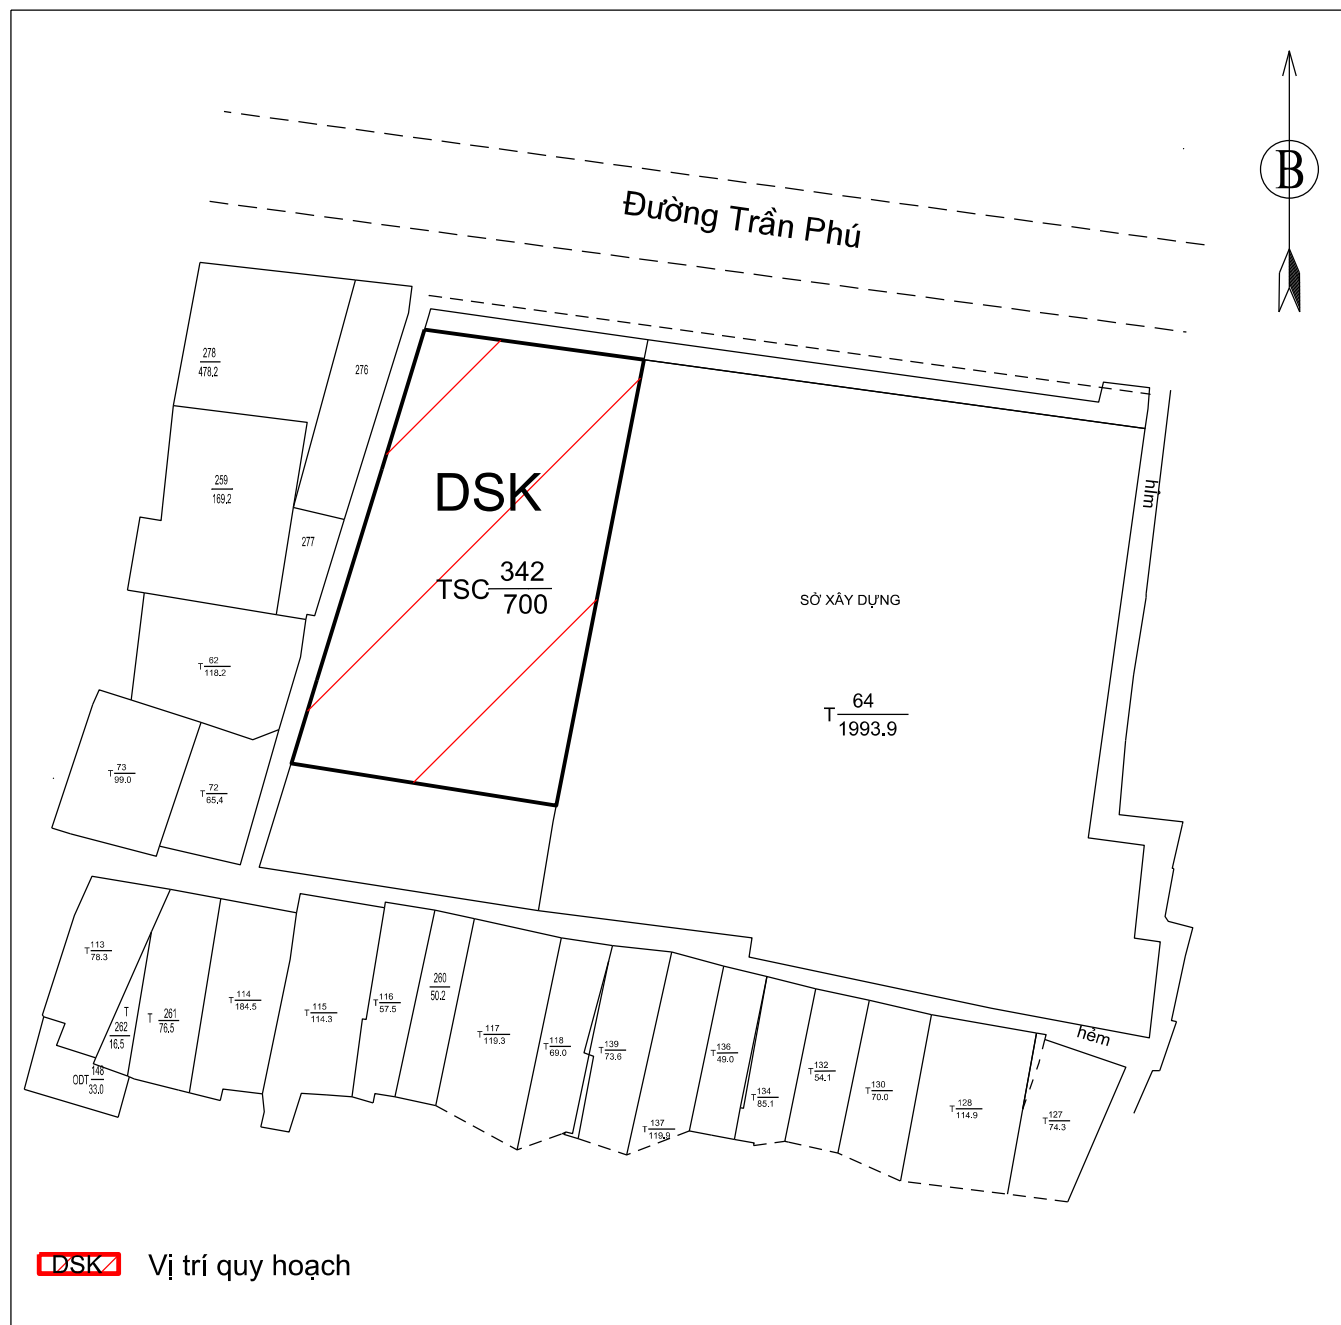 B
Đường Trần Phú
278
478.2
276
259
169.2
277
DSK
TSC 342
700
hẻm
SỞ XÂY DỰNG
T 62
118.2
T 64
1993.9
T 73
99.0
T 72
65.4
T 113
78.3
T
262
16.5
T 261
76.5
T 114
184.5
T 115
114.3
T 116
57.5
260
50.2
T 117
119.3
T 118
69.0
T 139
73.6
T 137
119.9
T 136
49.0
T 134
85.1
T 132
54.1
T 130
70.0
T 128
114.9
T 127
74.3
hẻm
ODT 148
33.0
DSK Vị trí quy hoạch